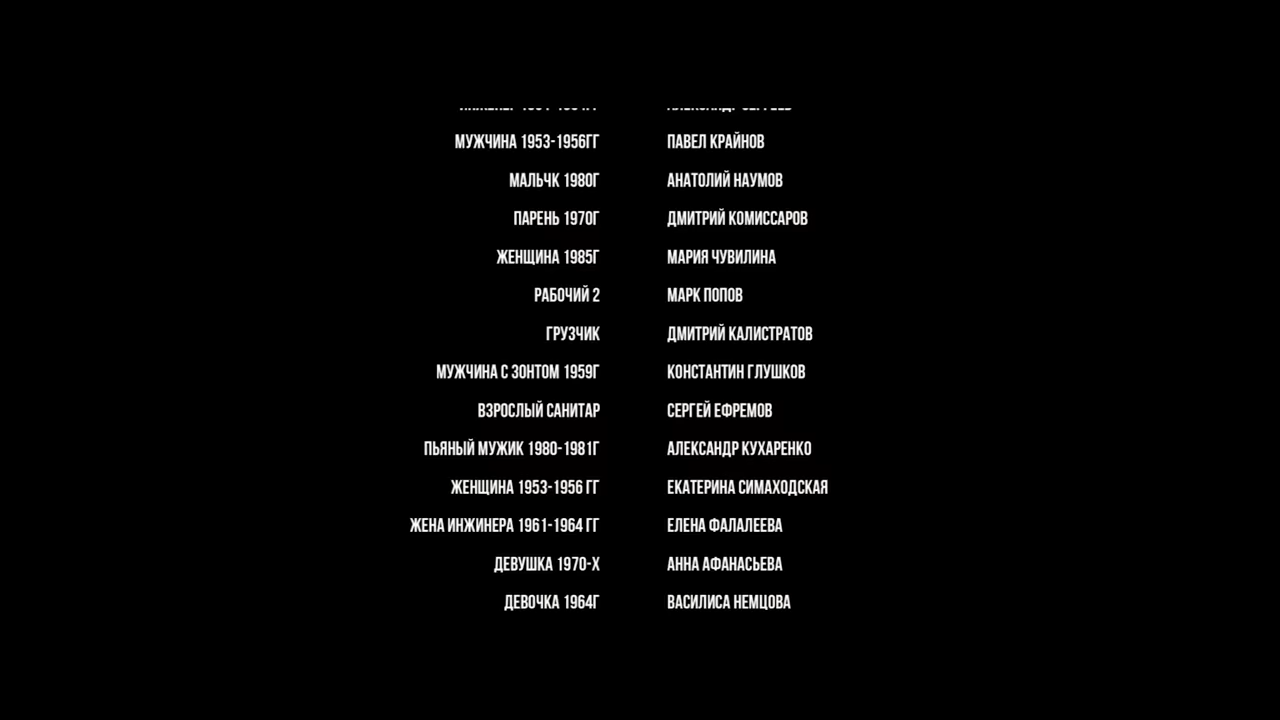 МУЖЧИНА 1953-1956ГГ ПАВЕЛ КРАЙНОВ
МАЛЬЧК 1980Г АНАТОЛИЙ НАУМОВ
ПАРЕНЬ 1970Г ДМИТРИЙ КОМИССАРОВ
ЖЕНЩИНА 1985Г МАРИЯ ЧУВИЛИНА
РАБОЧИЙ 2 МАРК ПОПОВ
ГРУЗЧИК ДМИТРИЙ КАЛИСТРАТОВ
МУЖЧИНА С ЗОНТОМ 1959Г КОНСТАНТИН ГЛУШКОВ
ВЗРОСЛЫЙ САНИТАР СЕРГЕЙ ЕФРЕМОВ
ПЬЯНЫЙ МУЖИК 1980-1981Г АЛЕКСАНДР КУХАРЕНКО
ЖЕНЩИНА 1953-1956 ГГ ЕКАТЕРИНА СИМАХОДСКАЯ
ЖЕНА ИНЖИНЕРА 1961-1964 ГГ ЕЛЕНА ФАЛАЛЕЕВА
ДЕВУШКА 1970-Х АННА АФАНАСЬЕВА
ДЕВОЧКА 1964Г ВАСИЛИСА НЕМЦОВА